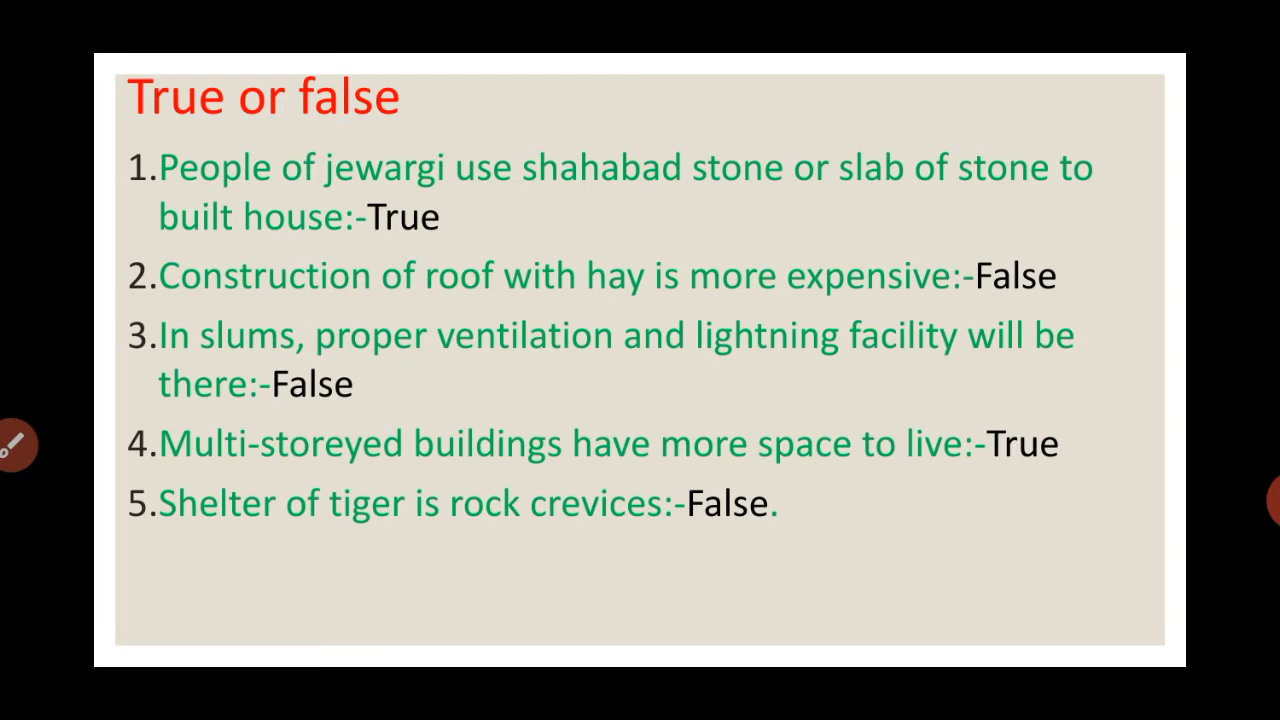 True or false
1.People of jewargi use shahabad stone or slab of stone to
built house:-True
2.Construction of roof with hay is more expensive:-False
3.In slums, proper ventilation and lightning facility will be
there:-False
4.Multi-storeyed buildings have more space to live:-True
5.Shelter of tiger is rock crevices:-False.